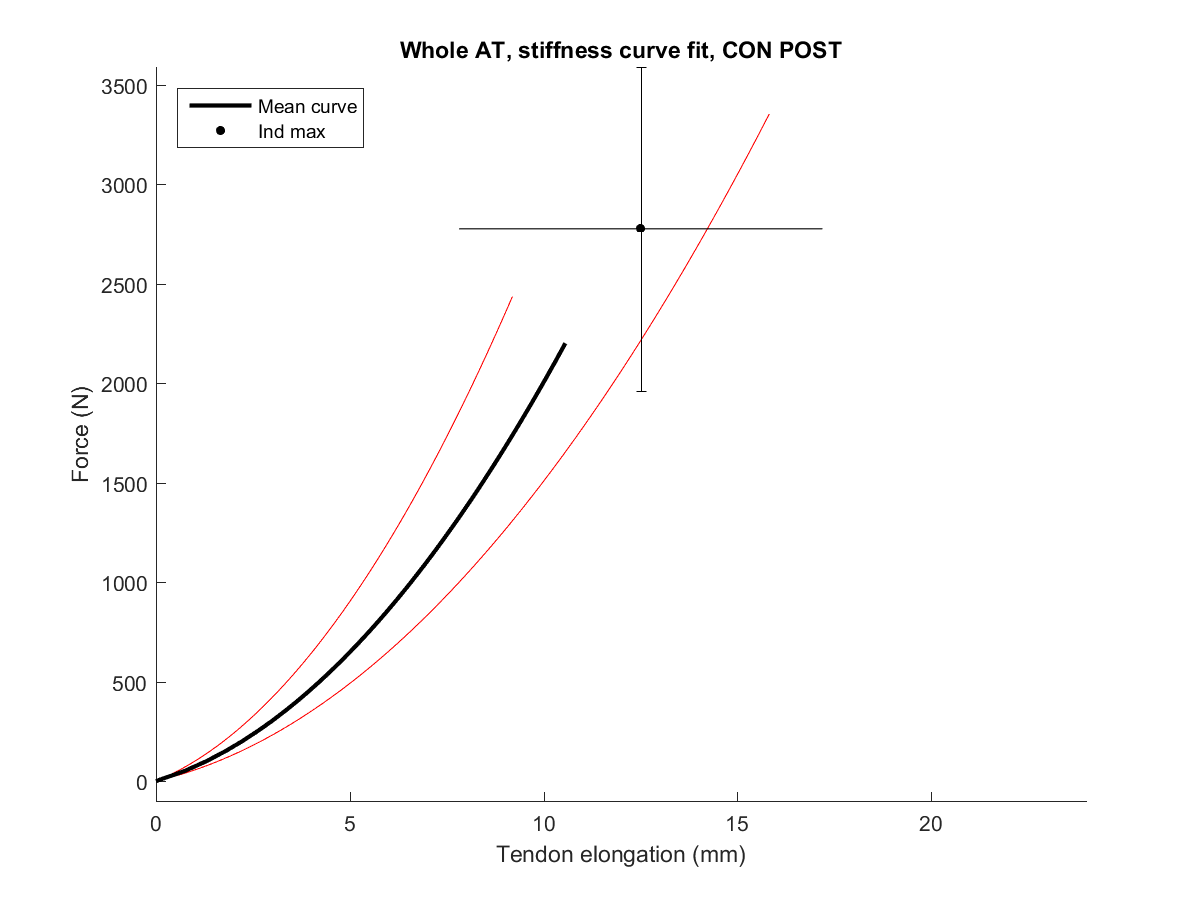 Whole AT, stiffness curve fit, CON POST
Mean curve
Ind max
3500
3000
2500
2000
1500
1000
500
0
Force (N)
0 5 10 15 20
Tendon elongation (mm)